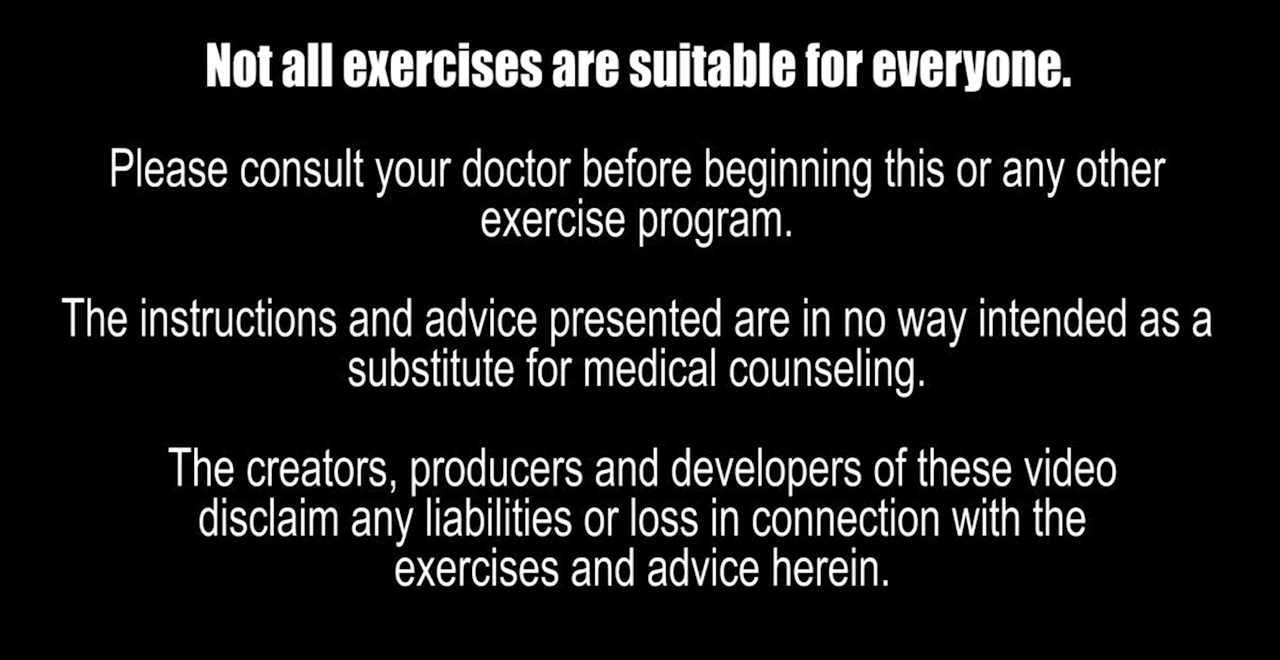 Not all exercises are suitable for everyone.
Please consult your doctor before beginning this or any other
exercise program.
The instructions and advice presented are in no way intended as a
substitute for medical counseling.
The creators, producers and developers of these video
disclaim any liabilities or loss in connection with the
exercises and advice herein.